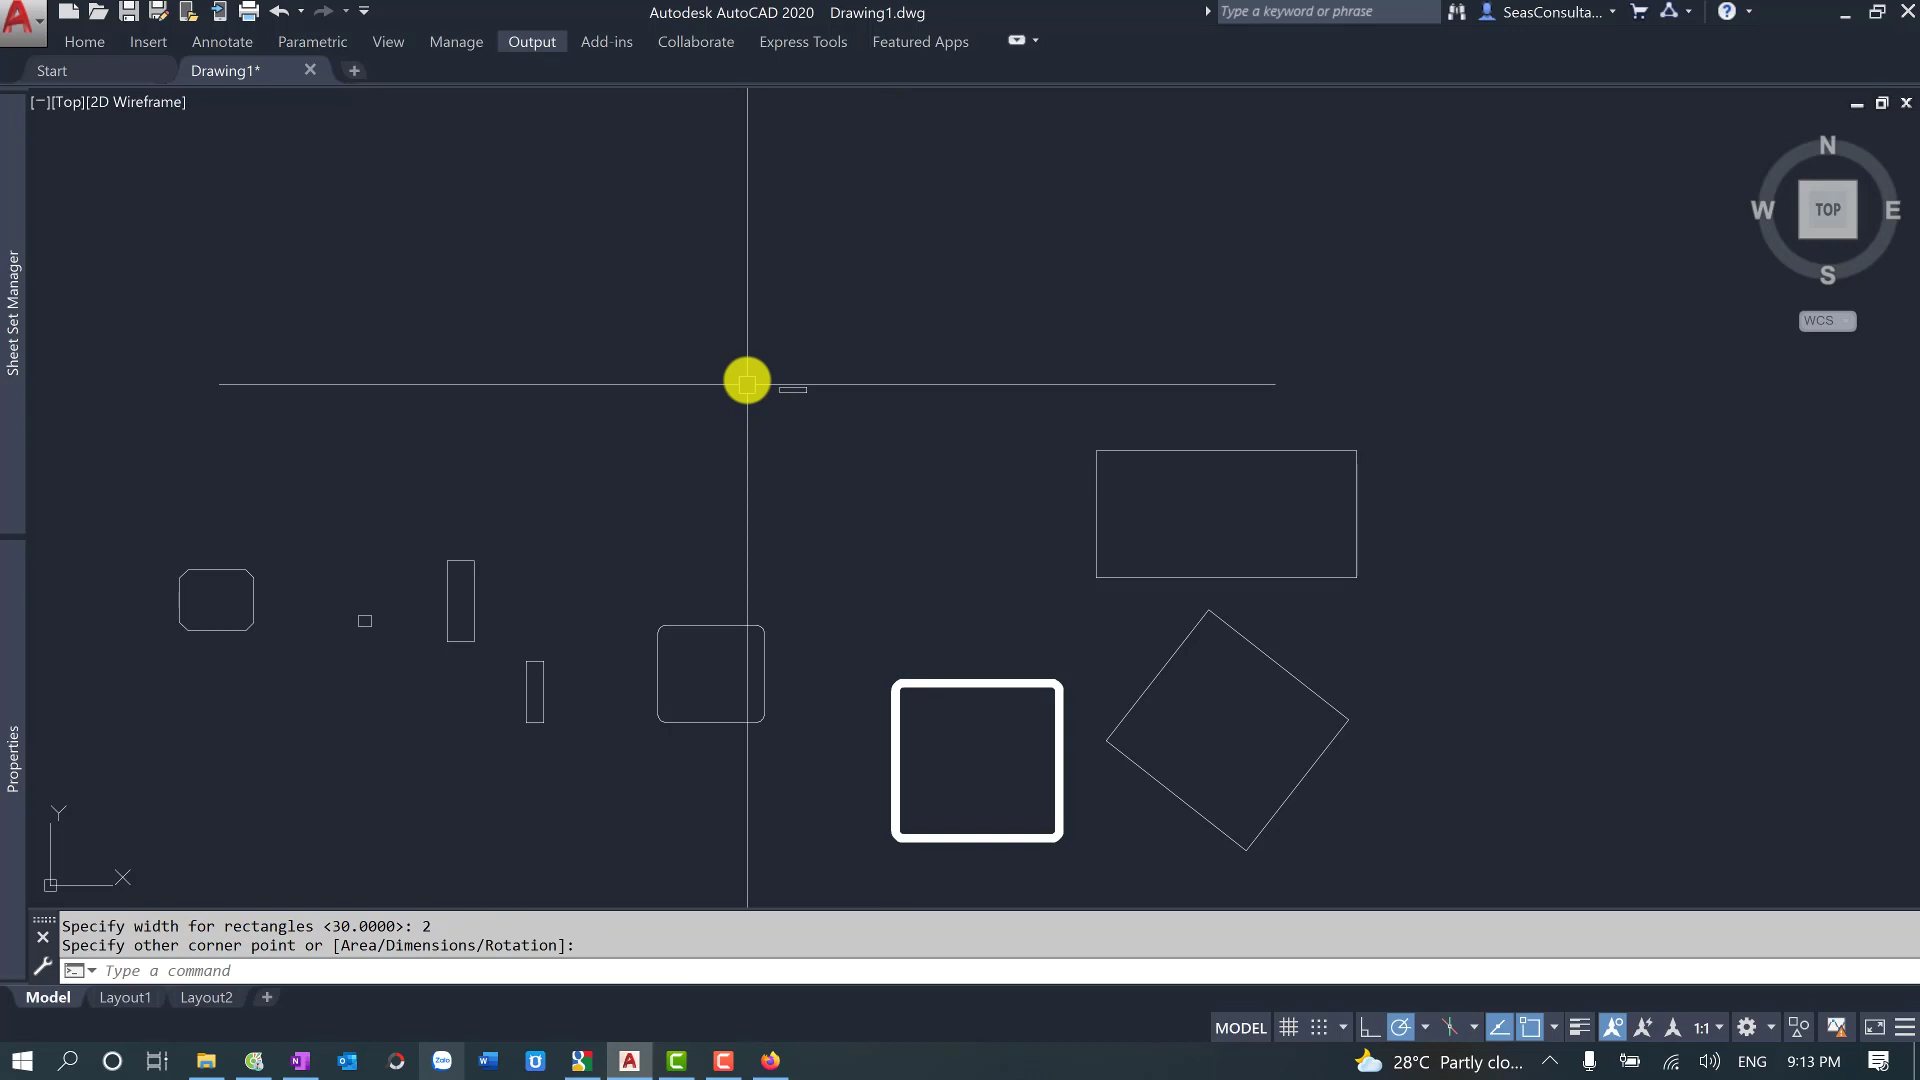 Autodesk AutoCAD 2020 Drawing1.dwg
Type a keyword or phrase
SeasConsulta...
Home Insert Annotate Parametric View Manage Output Add-ins Collaborate Express Tools Featured Apps
Start Drawing1*
[−][Top][2D Wireframe]
N
W TOP E
S
WCS
Sheet Set Manager
Properties
Y
X
Specify width for rectangles <30.0000>: 2
Specify other corner point or [Area/Dimensions/Rotation]:
Type a command
Model Layout1 Layout2
MODEL 1:1
Zalo 28°C Partly clo... ENG 9:13 PM